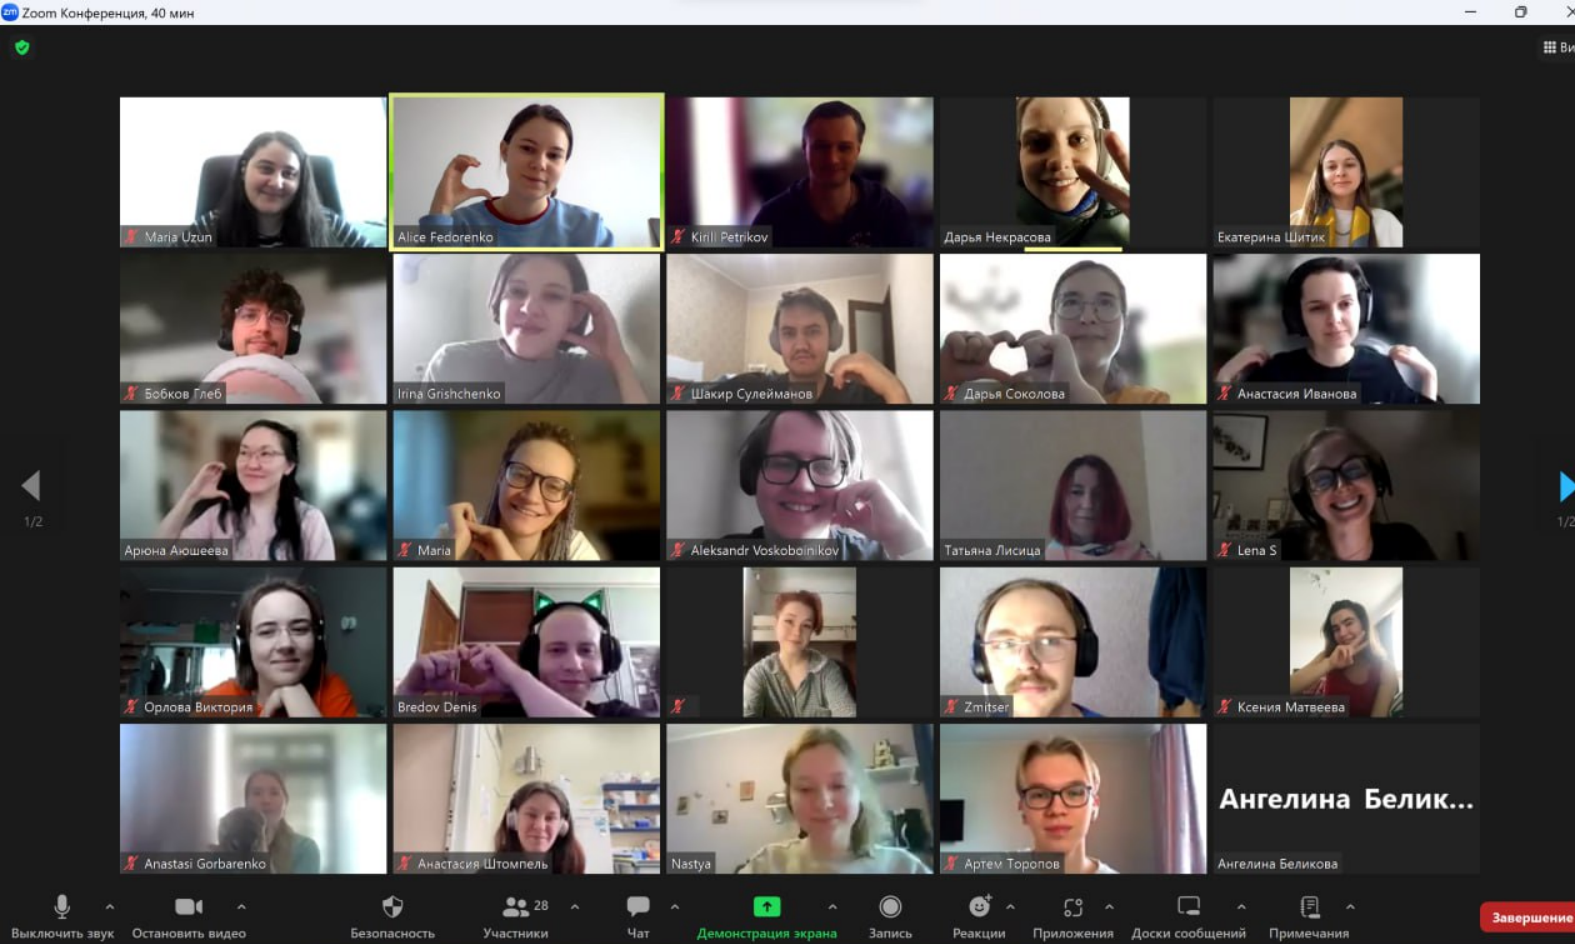 zm Zoom Конференция, 40 мин
Ви
Maria Uzun
Alice Fedorenko
Kirill Petrikov
Дарья Некрасова
Екатерина Шитик
Бобков Глеб
Irina Grishchenko
Шакир Сулейманов
Дарья Соколова
Анастасия Иванова
1/2
1/2
Арюна Аюшеева
Maria
Aleksandr Voskoboinikov
Татьяна Лисица
Lena S
Орлова Виктория
Bredov Denis
Zmitser
Ксения Матвеева
Ангелина Белик...
Anastasi Gorbarenko
Анастасия Штомпель
Nastya
Артем Торопов
Ангелина Беликова
28
Выключить звук
Остановить видео
Безопасность
Участники
Чат
Демонстрация экрана
Запись
Реакции
Приложения
Доски сообщений
Примечания
Завершение